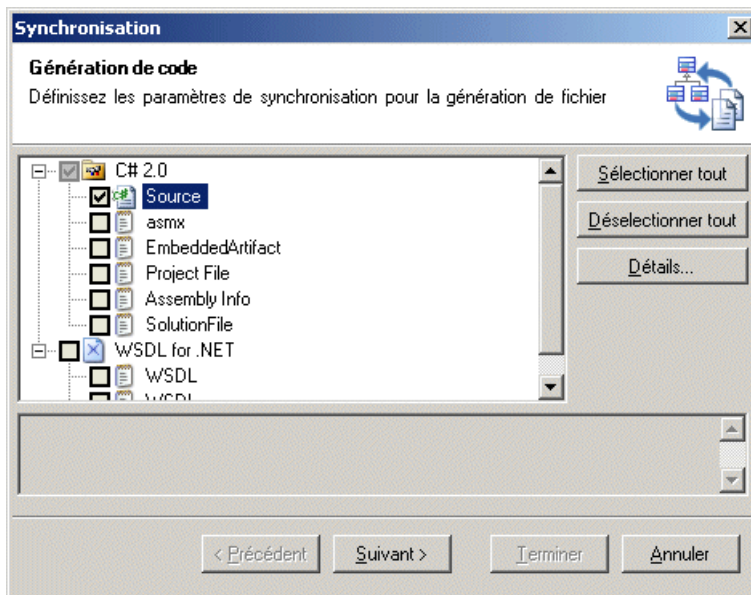 Synchronisation
Génération de code
Définissez les paramètres de synchronisation pour la génération de fichier
C# 2.0
Source
asmx
EmbeddedArtifact
Project File
Assembly Info
SolutionFile
WSDL for .NET
WSDL
WSDL
Sélectionner tout
Déselectionner tout
Détails...
< Précédent
Suivant >
Terminer
Annuler